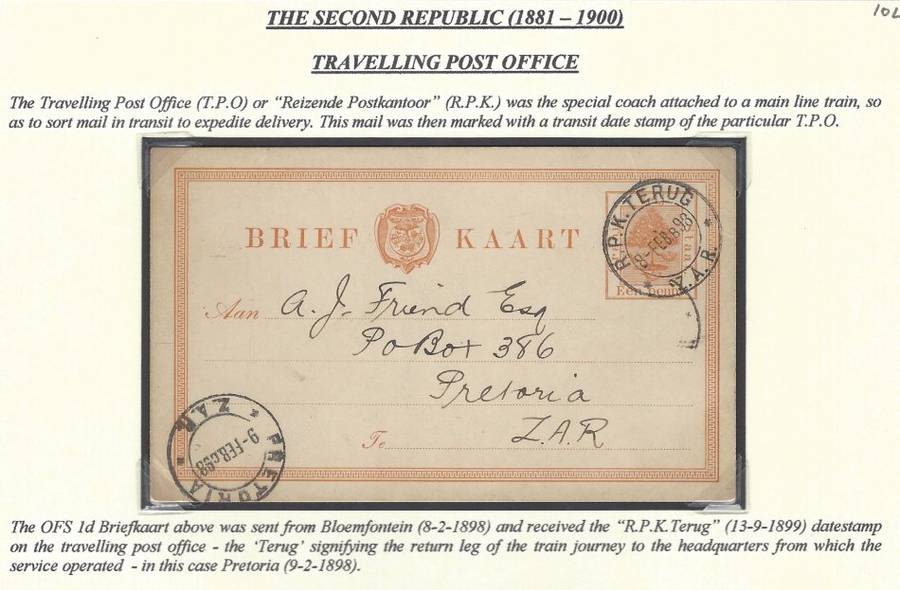 THE SECOND REPUBLIC (1881 – 1900)
10L
TRAVELLING POST OFFICE
The Travelling Post Office (T.P.O) or “Reizende Postkantoor” (R.P.K.) was the special coach attached to a main line train, so
as to sort mail in transit to expedite delivery. This mail was then marked with a transit date stamp of the particular T.P.O.
BRIEF KAART
R.P.K.TERUG
8-FEB98
Z.A.R.
Een penny
Aan A. J. Friend Esq
PO Box 386
Pretoria
Te Z.A.R
Z.A.R.
9-FEB98
PRETORIA
The OFS 1d Briefkaart above was sent from Bloemfontein (8-2-1898) and received the “R.P.K.Terug” (13-9-1899) datestamp
on the travelling post office - the ‘Terug’ signifying the return leg of the train journey to the headquarters from which the
service operated - in this case Pretoria (9-2-1898).